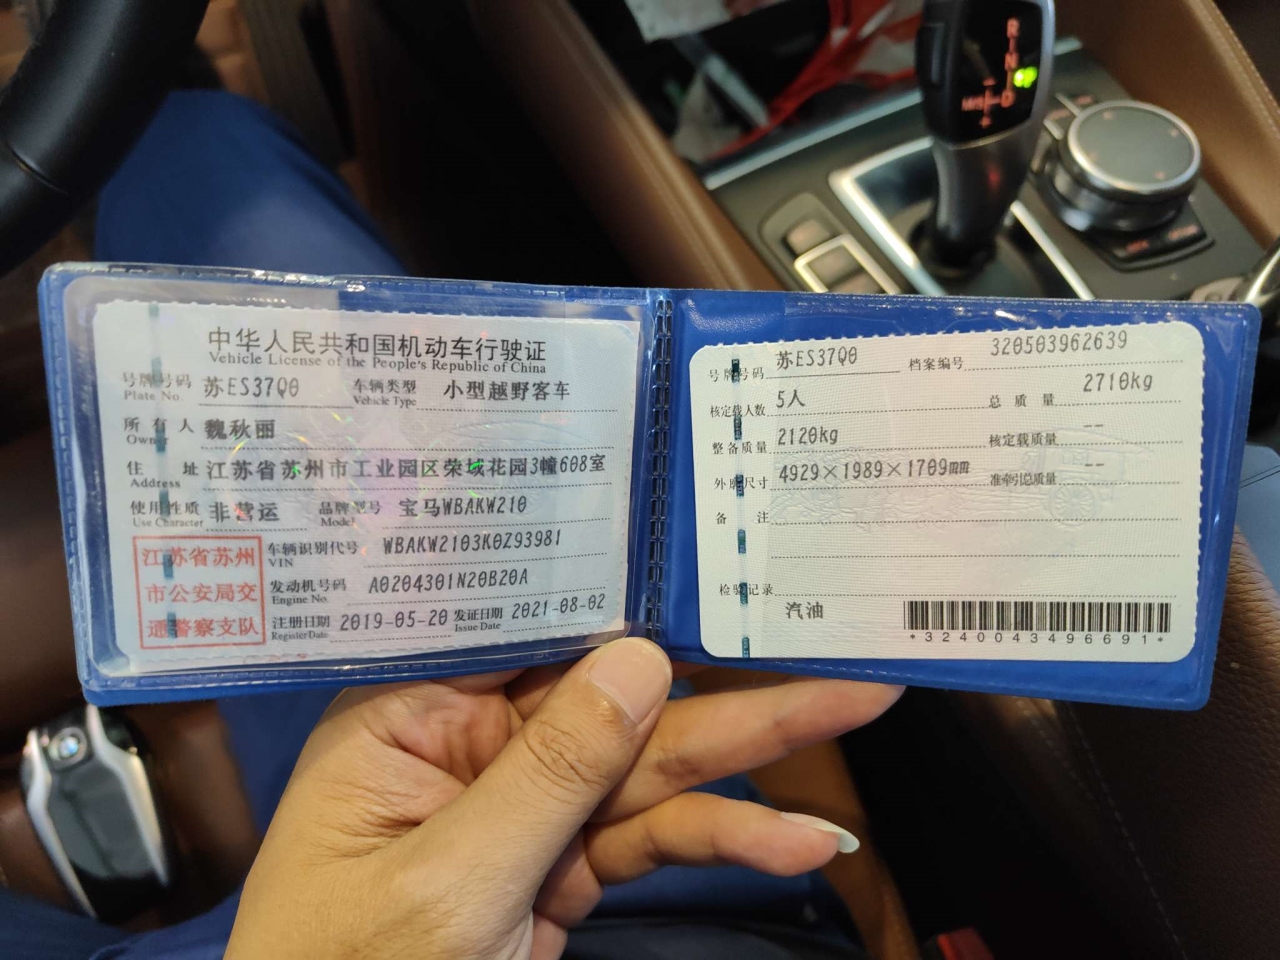 中华人民共和国机动车行驶证
Vehicle License of the People's Republic of China
号牌号码 苏ES37Q0 车辆类型 小型越野客车
Plate No. Vehicle Type
所有人 魏秋丽
Owner
住址 江苏省苏州市工业园区荣域花园3幢608室
Address
使用性质 非营运 品牌型号 宝马WBAKW210
Use Character Model
江苏省苏州
市公安局交
通警察支队
车辆识别代号 WBAKW2103K0Z93981
VIN
发动机号码 A0204301N20B20A
Engine No.
注册日期 2019-05-20 发证日期 2021-08-02
Register Date Issue Date
号牌号码 苏ES37Q0 档案编号 320503962639
核定载人数 5人 总质量 2710kg
整备质量 2120kg 核定载质量 --
外廓尺寸 4929×1989×1709mm 准牵引总质量 --
备注
检验记录
汽油
*3240043496691*
R
N
D
M/S
+